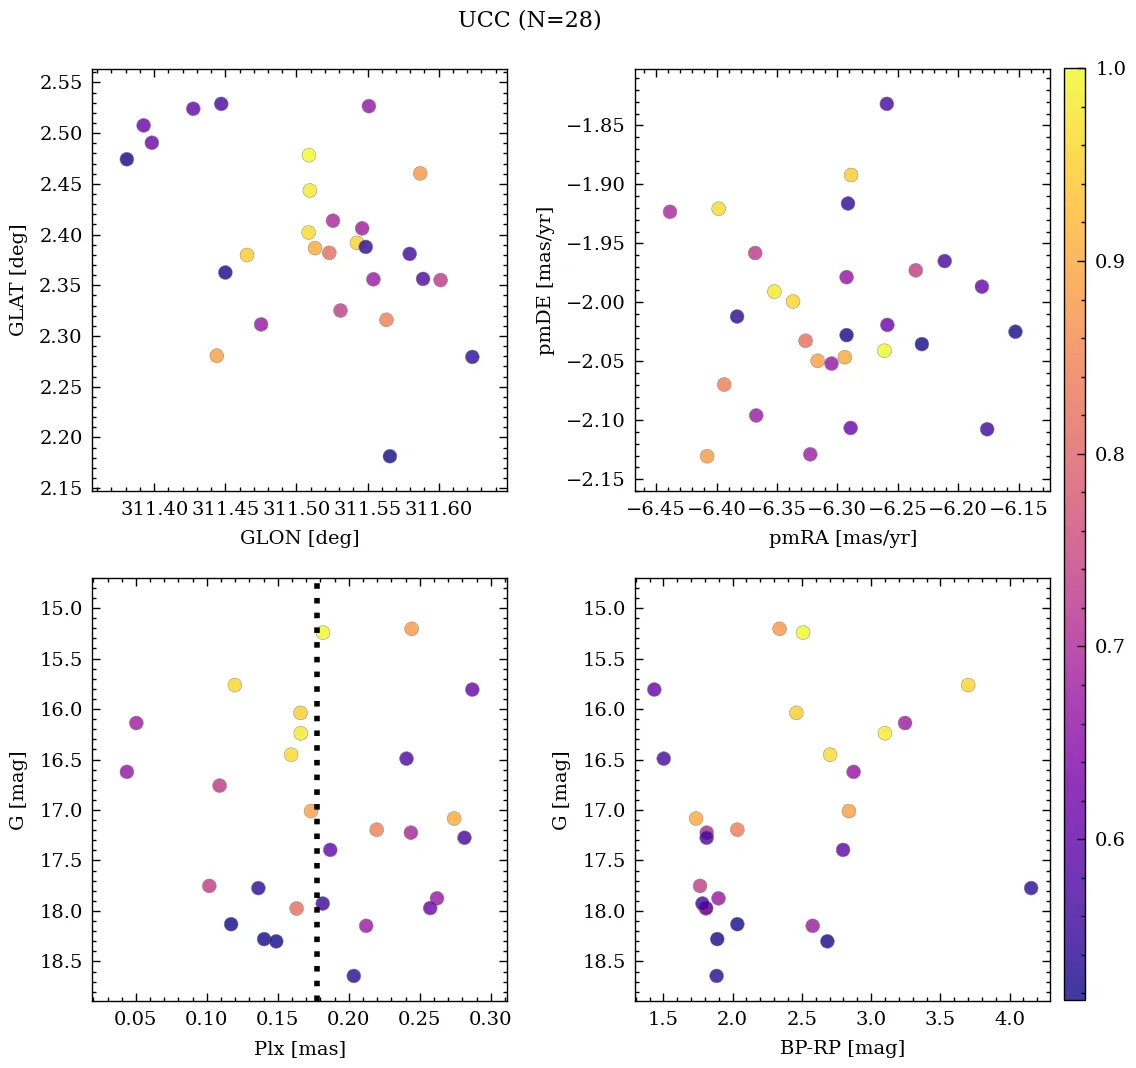 UCC (N=28)
2.55
2.50
2.45
2.40
2.35
2.30
2.25
2.20
2.15
GLAT [deg]
311.40 311.45 311.50 311.55 311.60
GLON [deg]
−1.85
−1.90
−1.95
−2.00
−2.05
−2.10
−2.15
pmDE [mas/yr]
−6.45 −6.40 −6.35 −6.30 −6.25 −6.20 −6.15
pmRA [mas/yr]
15.0
15.5
16.0
16.5
17.0
17.5
18.0
18.5
G [mag]
0.05 0.10 0.15 0.20 0.25 0.30
Plx [mas]
15.0
15.5
16.0
16.5
17.0
17.5
18.0
18.5
G [mag]
1.5 2.0 2.5 3.0 3.5 4.0
BP-RP [mag]
1.0
0.9
0.8
0.7
0.6